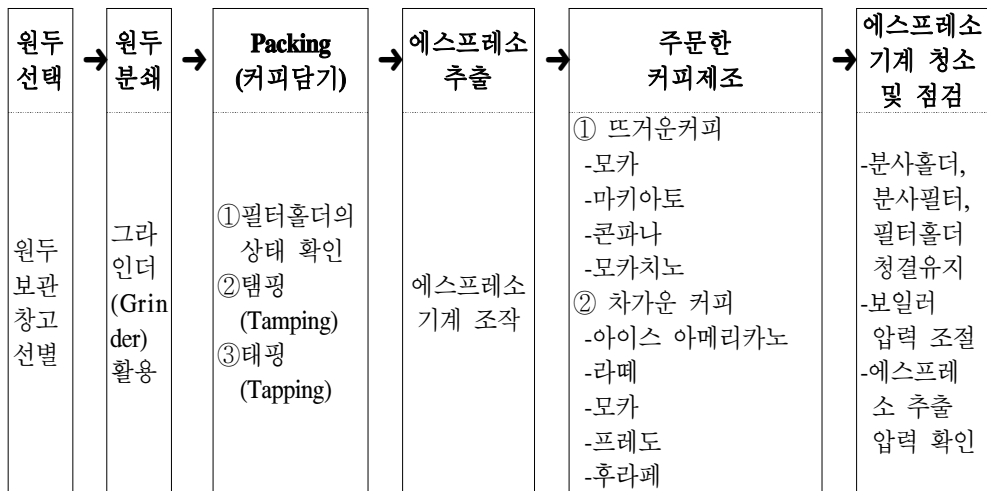 원두
선택
➜
원두
분쇄
➜
Packing
(커피담기)
➜
에스프레소
추출
➜
주문한
커피제조
➜
에스프레소
기계 청소
및 점검
원두
보관
창고
선별
그라
인더
(Grin
der)
활용
①필터홀더의
상태 확인
②탬핑
(Tamping)
③태핑
(Tapping)
에스프레소
기계 조작
① 뜨거운커피
-모카
-마키아토
-콘파나
-모카치노
② 차가운 커피
-아이스 아메리카노
-라떼
-모카
-프레도
-후라페
-분사홀더,
분사필터,
필터홀더
청결유지
-보일러
압력 조절
-에스프레
소 추출
압력 확인